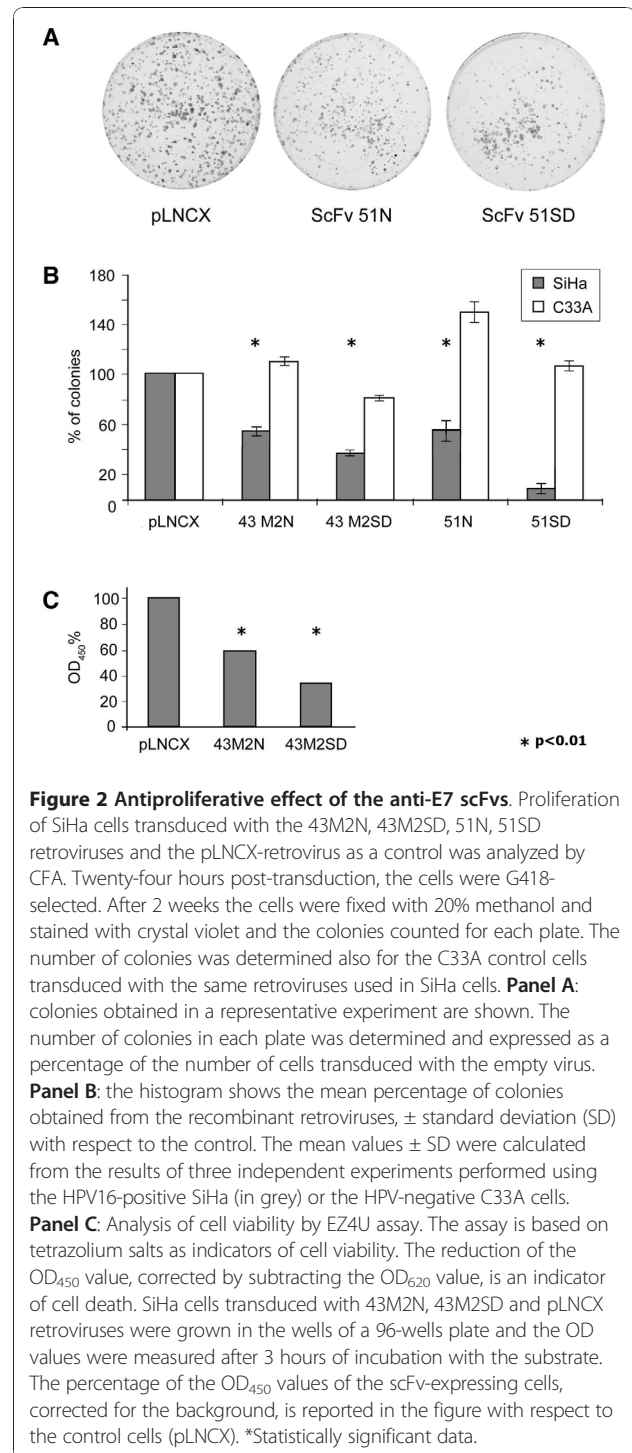 A
pLNCX ScFv 51N ScFv 51SD
B
180
140
100
60
20
0
% of colonies
SiHa
C33A
* * * *
pLNCX 43 M2N 43 M2SD 51N 51SD
C
100
80
60
40
20
0
OD450%
* *
pLNCX 43M2N 43M2SD
* p<0.01
Figure 2 Antiproliferative effect of the anti-E7 scFvs. Proliferation
of SiHa cells transduced with the 43M2N, 43M2SD, 51N, 51SD
retroviruses and the pLNCX-retrovirus as a control was analyzed by
CFA. Twenty-four hours post-transduction, the cells were G418-
selected. After 2 weeks the cells were fixed with 20% methanol and
stained with crystal violet and the colonies counted for each plate. The
number of colonies was determined also for the C33A control cells
transduced with the same retroviruses used in SiHa cells. Panel A:
colonies obtained in a representative experiment are shown. The
number of colonies in each plate was determined and expressed as a
percentage of the number of cells transduced with the empty virus.
Panel B: the histogram shows the mean percentage of colonies
obtained from the recombinant retroviruses, ± standard deviation (SD)
with respect to the control. The mean values ± SD were calculated
from the results of three independent experiments performed using
the HPV16-positive SiHa (in grey) or the HPV-negative C33A cells.
Panel C: Analysis of cell viability by EZ4U assay. The assay is based on
tetrazolium salts as indicators of cell viability. The reduction of the
OD450 value, corrected by subtracting the OD620 value, is an indicator
of cell death. SiHa cells transduced with 43M2N, 43M2SD and pLNCX
retroviruses were grown in the wells of a 96-wells plate and the OD
values were measured after 3 hours of incubation with the substrate.
The percentage of the OD450 values of the scFv-expressing cells,
corrected for the background, is reported in the figure with respect to
the control cells (pLNCX). *Statistically significant data.